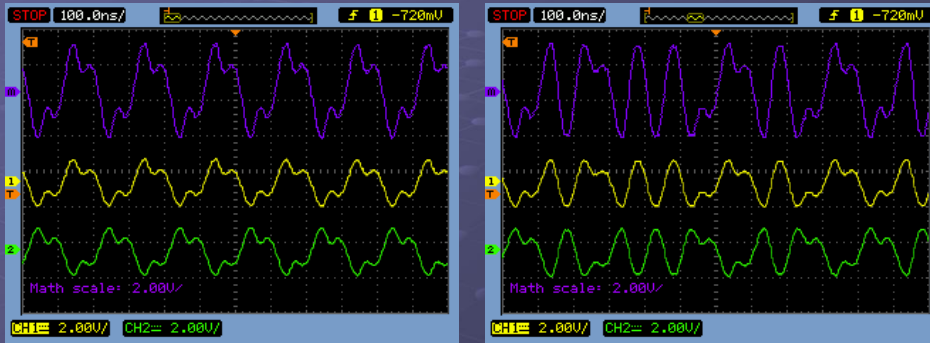 STOP 100.0ns/ 1 -720mV
T
m
1
T
2
Math scale: 2.00V/
CH1 2.00V/ CH2 2.00V/
STOP 100.0ns/ 1 -720mV
T
m
1
T
2
Math scale: 2.00V/
CH1 2.00V/ CH2 2.00V/